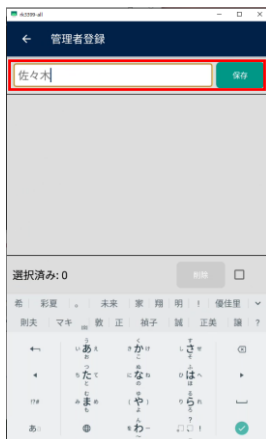 管理者登録
佐々木
保存
選択済み: 0
削除
希 彩夏 。 未来 家 翔 明 ! 優佳里
則夫 マキ _ 敦 正 禎子 誠 正美 譲 ?
あ か さ
た な は
!?# ま や ら
あ わ 、。!?